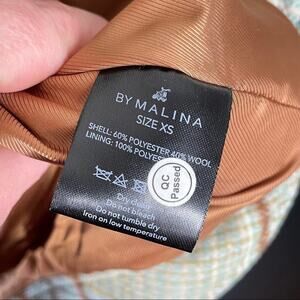 BY MALINA
SIZE XS
SHELL: 60% POLYESTER 40% WOOL
LINING: 100% POLYES
QC
Passed
Dry clean
Do not bleach
Do not tumble dry
Iron on low temperature